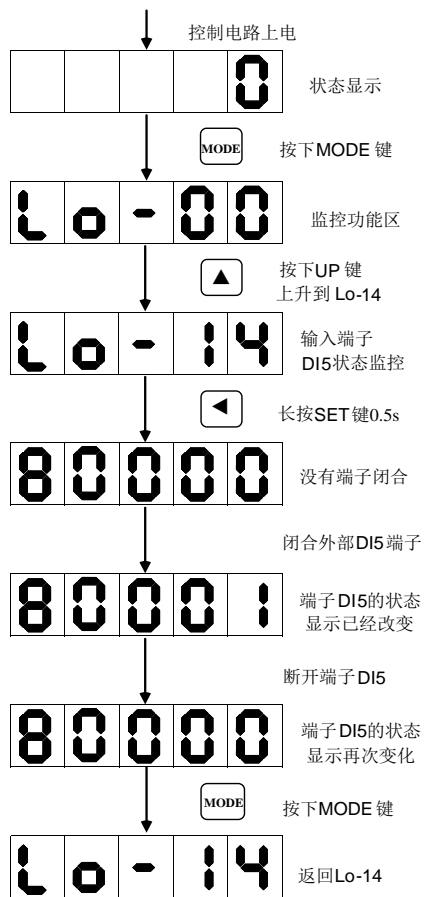 控制电路上电
0
状态显示
MODE
按下MODE 键
Lo-00
监控功能区
按下UP 键
上升到 Lo-14
Lo-14
输入端子
DI5状态监控
长按SET键0.5s
80000
没有端子闭合
闭合外部DI5端子
80001
端子DI5的状态
显示已经改变
断开端子DI5
80000
端子DI5的状态
显示再次变化
MODE
按下MODE 键
Lo-14
返回Lo-14